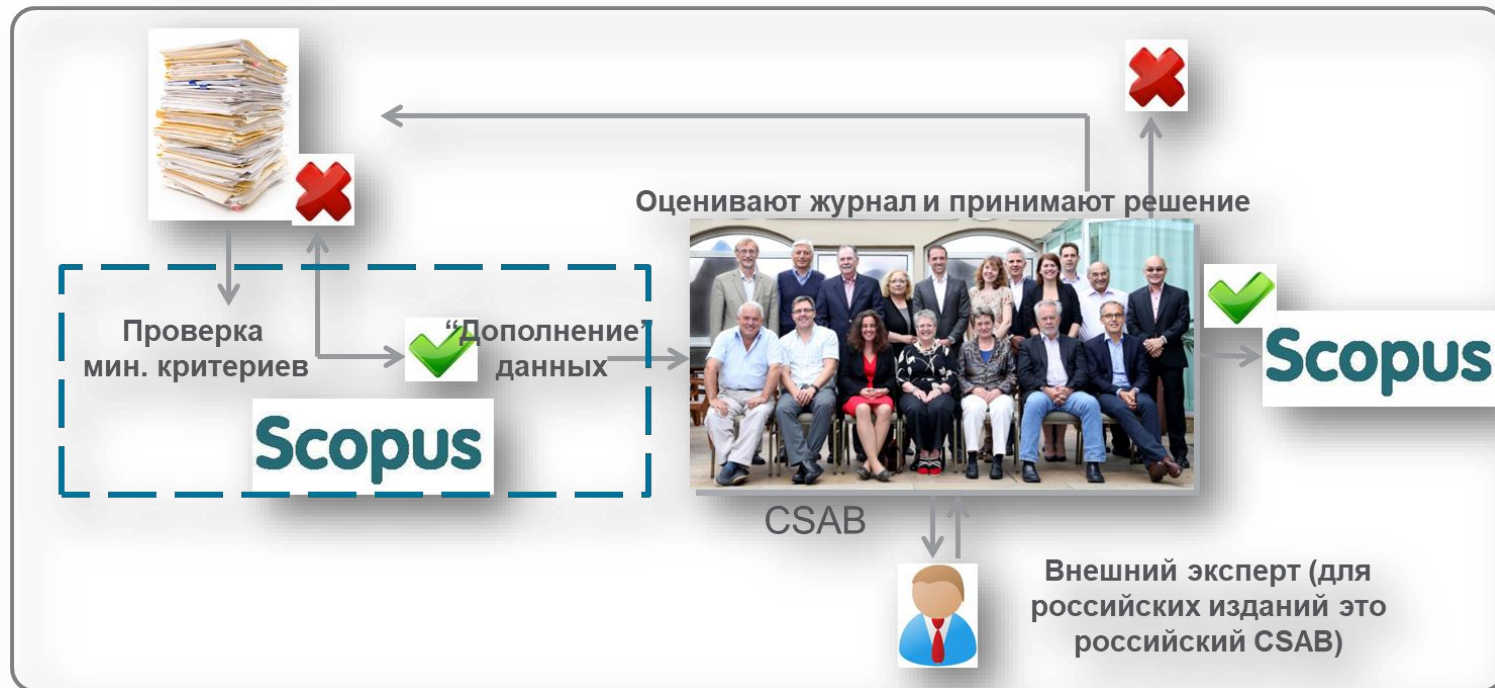 Оценивают журнал и принимают решение
Проверка
мин. критериев
“Дополнение”
данных
Scopus
Scopus
CSAB
Внешний эксперт (для
российских изданий это
российский CSAB)